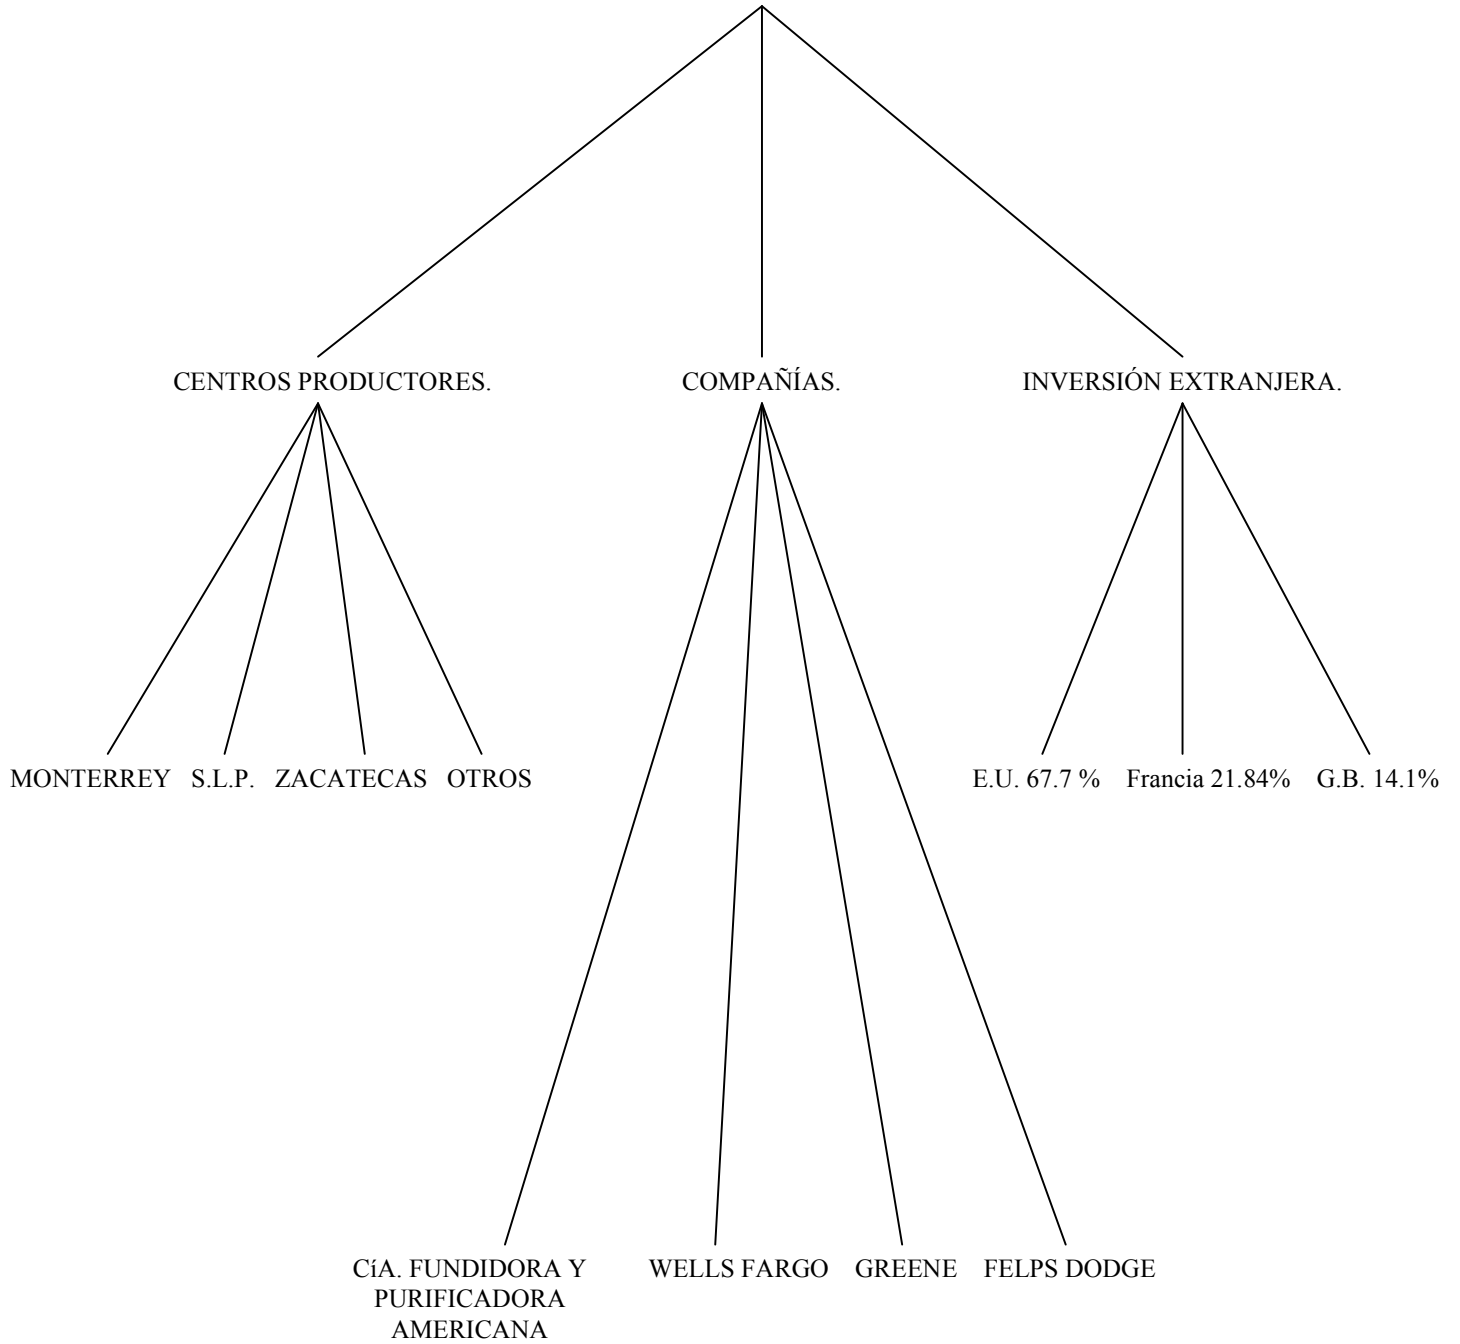 CENTROS PRODUCTORES. COMPAÑÍAS. INVERSIÓN EXTRANJERA.
MONTERREY S.L.P. ZACATECAS OTROS E.U. 67.7 % Francia 21.84% G.B. 14.1%
CíA. FUNDIDORA Y
PURIFICADORA
AMERICANA
WELLS FARGO GREENE FELPS DODGE